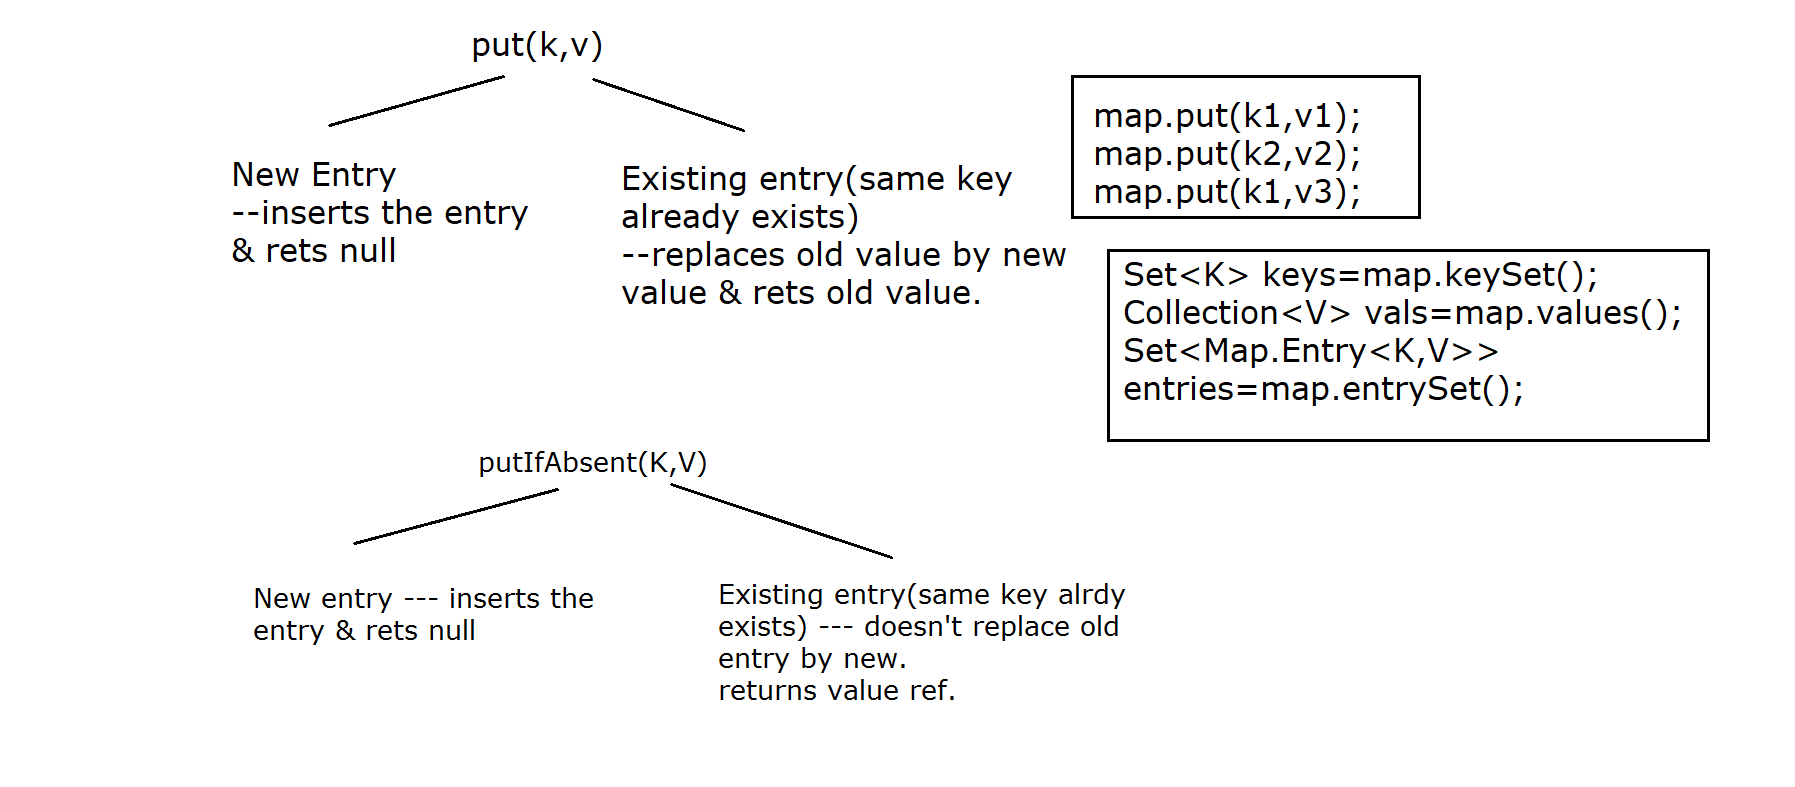 put(k,v)
New Entry
--inserts the entry
& rets null
Existing entry(same key
already exists)
--replaces old value by new
value & rets old value.
map.put(k1,v1);
map.put(k2,v2);
map.put(k1,v3);
Set<K> keys=map.keySet();
Collection<V> vals=map.values();
Set<Map.Entry<K,V>>
entries=map.entrySet();
putIfAbsent(K,V)
New entry --- inserts the
entry & rets null
Existing entry(same key alrdy
exists) --- doesn't replace old
entry by new.
returns value ref.